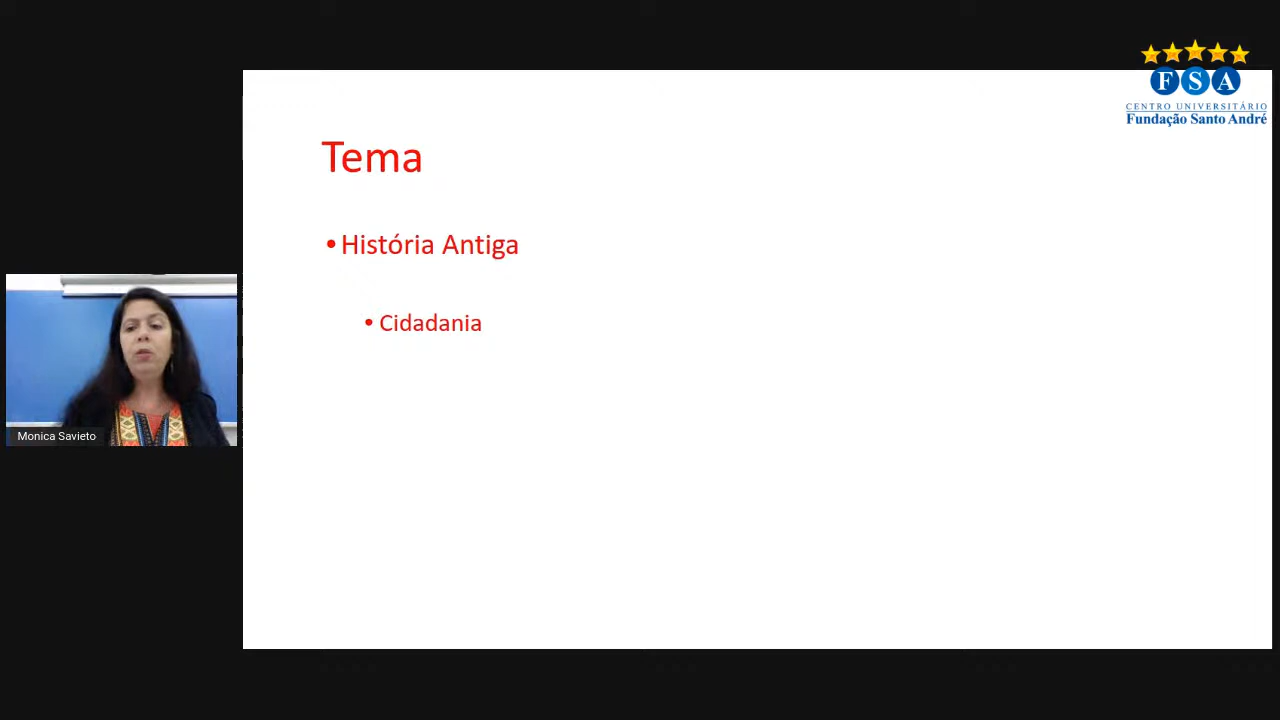 FSA
CENTRO UNIVERSITÁRIO
Fundação Santo André
Tema
• História Antiga
• Cidadania
Monica Savieto